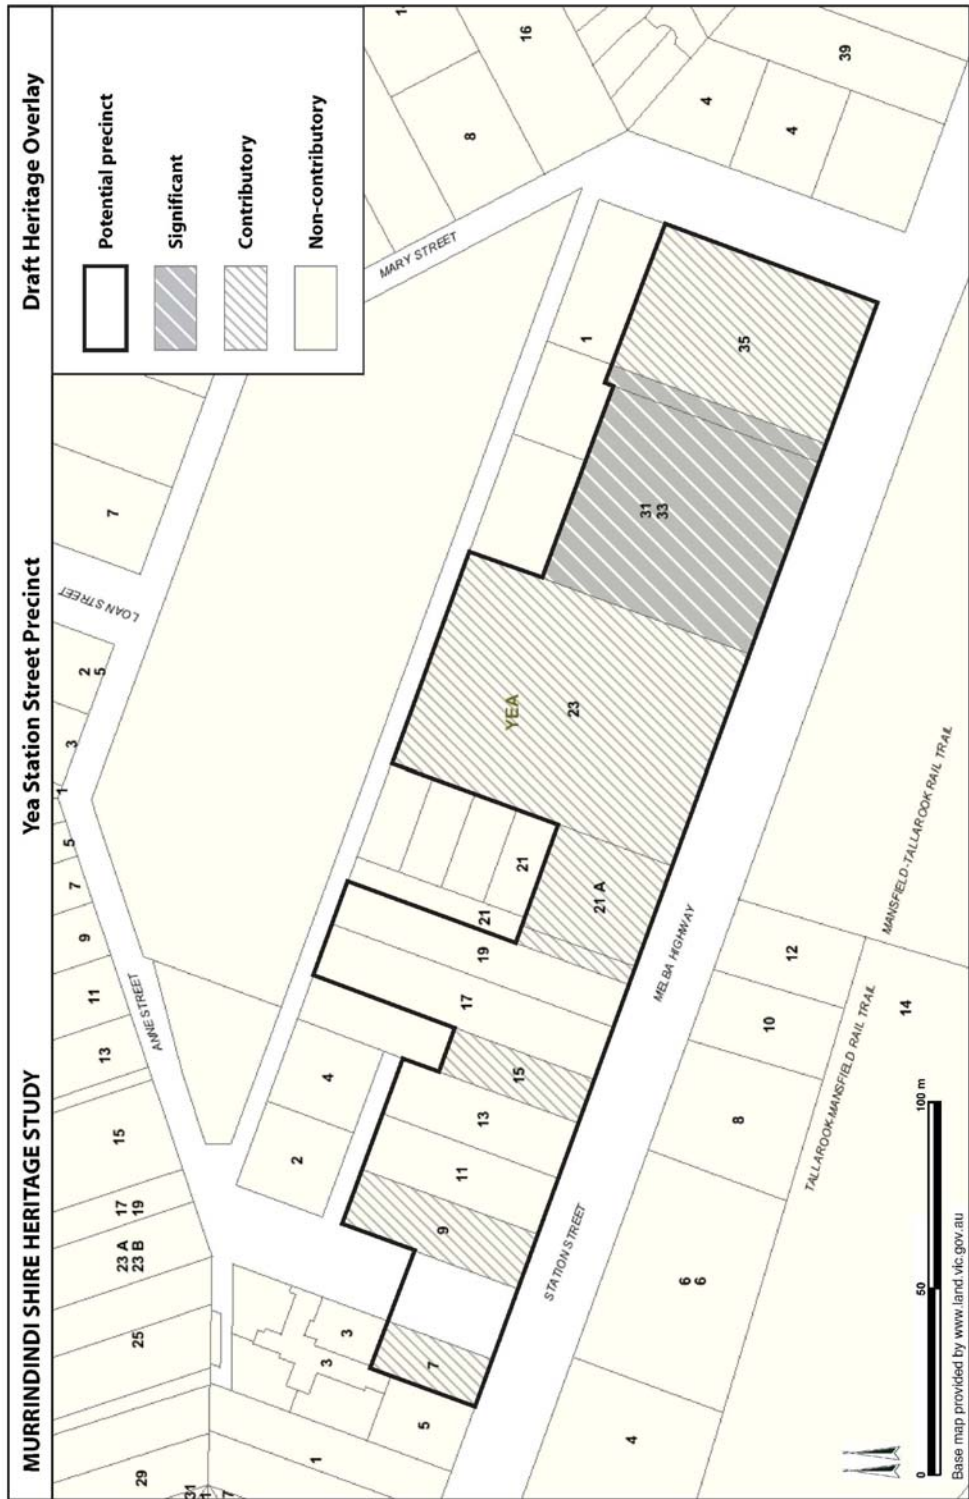 MURRINDINDI SHIRE HERITAGE STUDY
Yea Station Street Precinct
Draft Heritage Overlay
Potential precinct
Significant
Contributory
Non-contributory
29
31
1
7
25
23 A
23 B
17
19
15
13
11
9
7
5
1
3
2
5
7
16
8
4
4
39
ANNE STREET
LOAN STREET
MARY STREET
1
3
3
5
2
4
7
9
11
13
15
17
19
21
21
21 A
23
YEA
31
33
35
1
STATION STREET
MELBA HIGHWAY
4
6
6
8
10
12
14
TALLAROOK-MANSFIELD RAIL TRAIL
MANSFIELD-TALLAROOK RAIL TRAIL
0
50
100 m
Base map provided by www.land.vic.gov.au